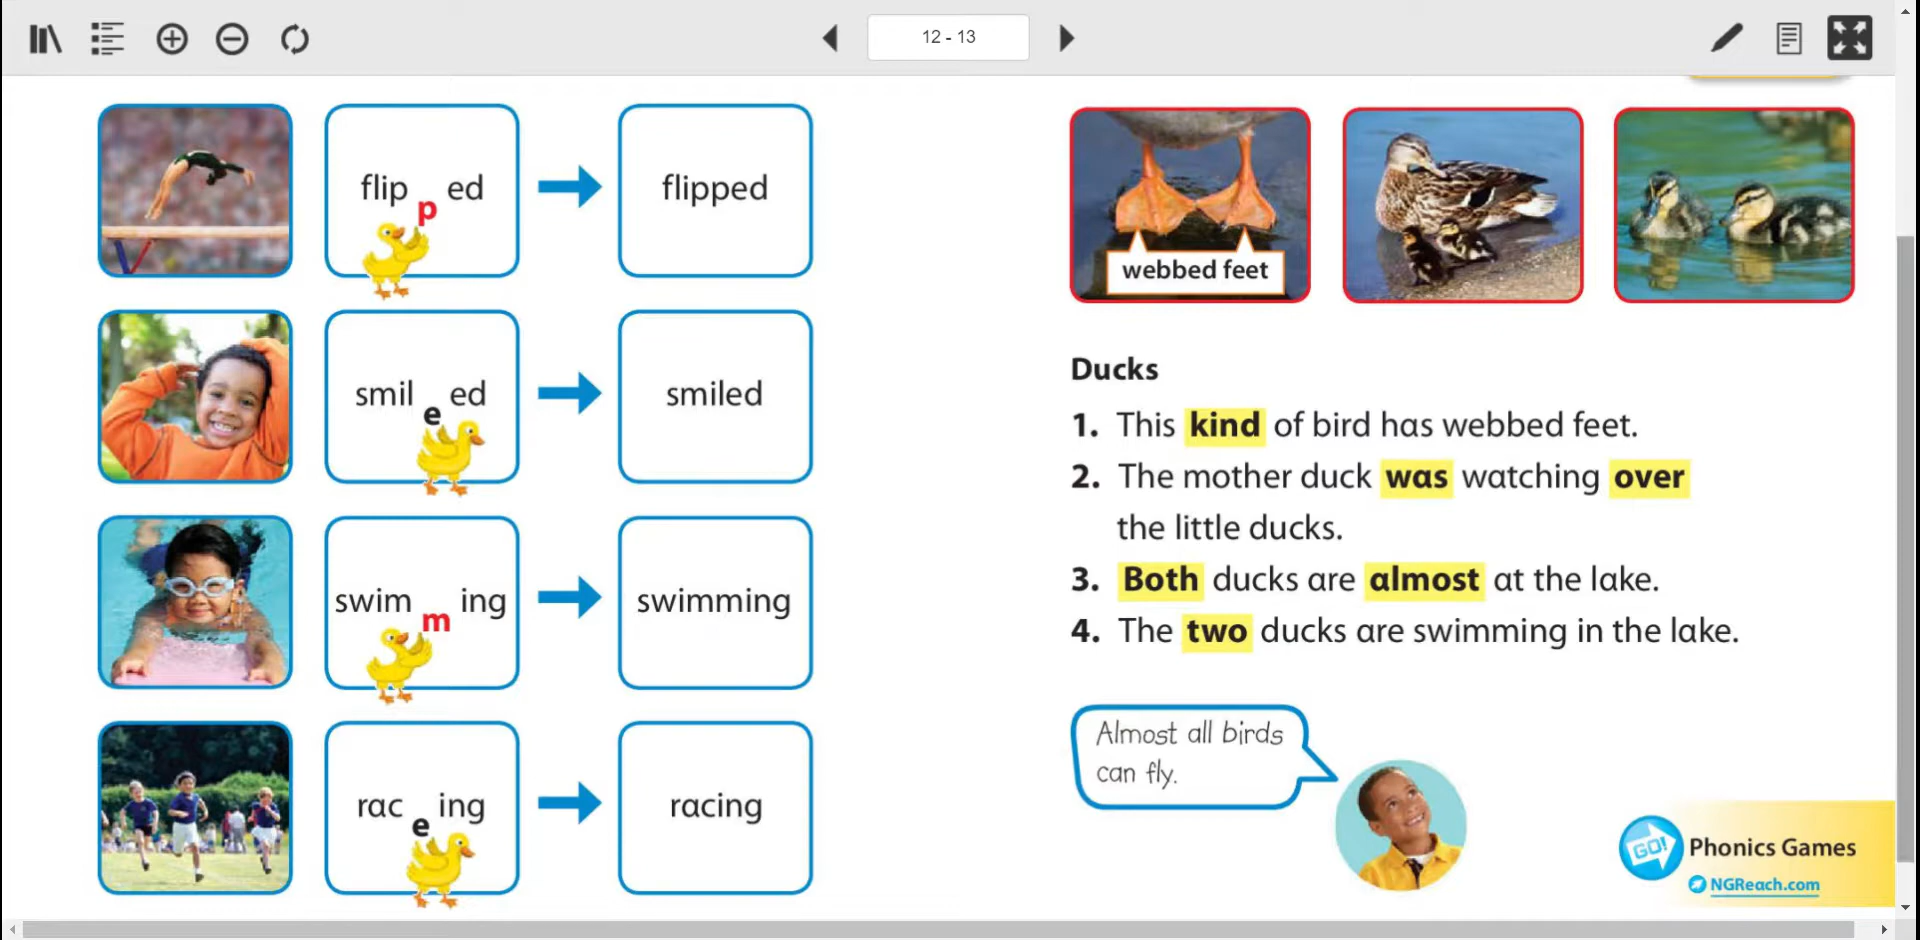 12 - 13
flip p ed
flipped
smil e ed
smiled
swim m ing
swimming
rac e ing
racing
webbed feet
Ducks
1. This kind of bird has webbed feet.
2. The mother duck was watching over
the little ducks.
3. Both ducks are almost at the lake.
4. The two ducks are swimming in the lake.
Almost all birds
can fly.
GO!
Phonics Games
NGReach.com